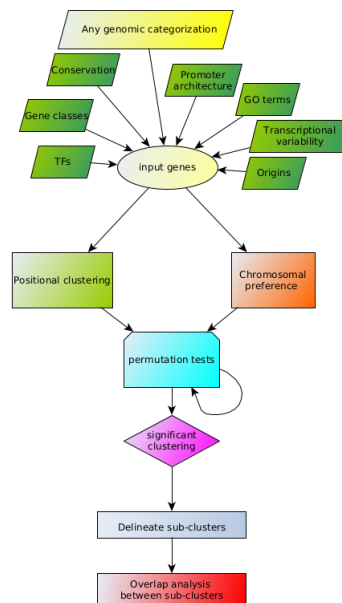 Any genomic categorization
Conservation
Promoter
architecture
GO terms
Gene classes
Transcriptional
variability
TFs
input genes
Origins
Positional clustering
Chromosomal
preference
permutation tests
significant
clustering
Delineate sub-clusters
Overlap analysis
between sub-clusters